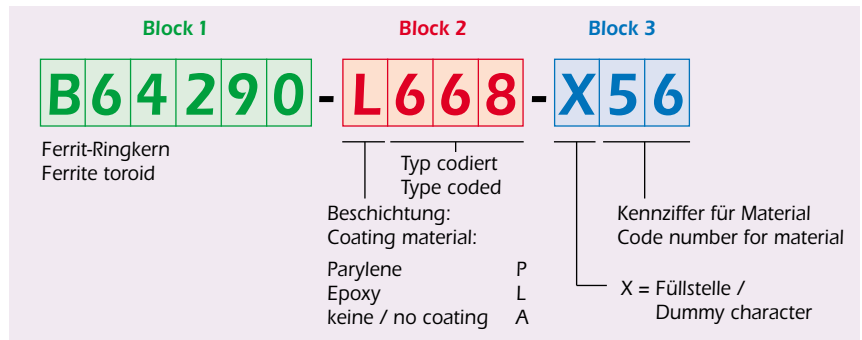 Block 1 Block 2 Block 3
B64290-L668-X56
Ferrit-Ringkern
Ferrite toroid
Typ codiert
Type coded
Beschichtung:
Coating material:
Parylene P
Epoxy L
keine / no coating A
Kennziffer für Material
Code number for material
X = Füllstelle /
Dummy character